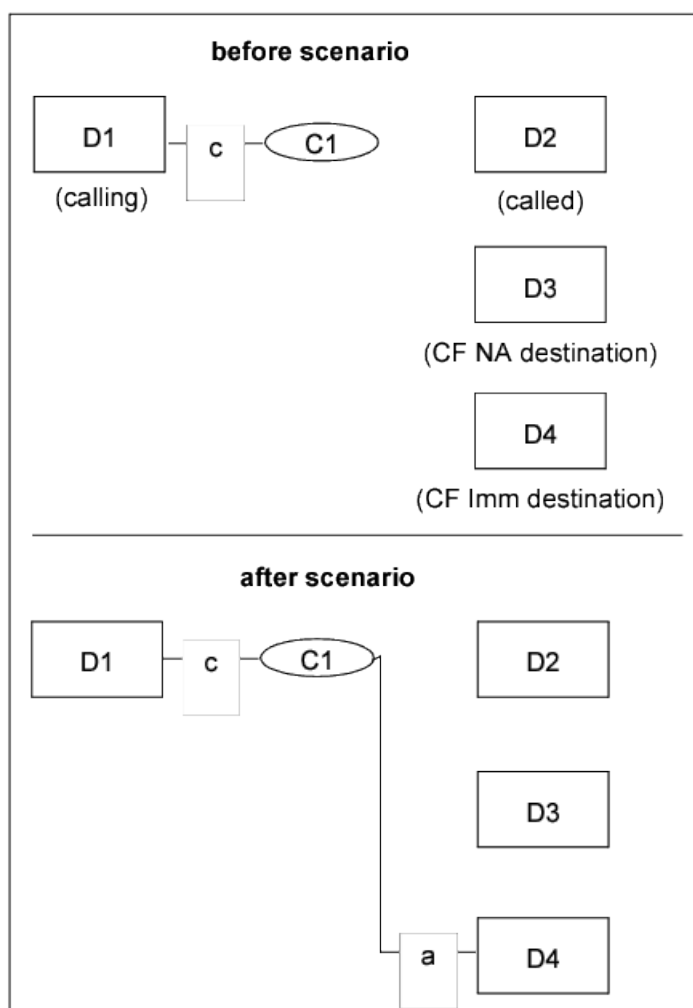 before scenario
D1 c C1 D2
(calling) (called)
D3
(CF NA destination)
D4
(CF Imm destination)
after scenario
D1 c C1 D2
D3
a D4